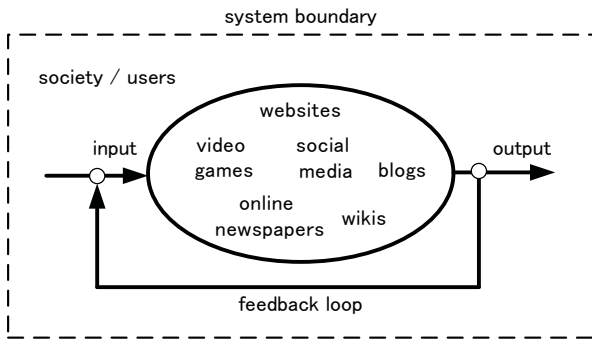 system boundary
society / users
websites
input
video
games
social
media
blogs
output
online
newspapers
wikis
feedback loop